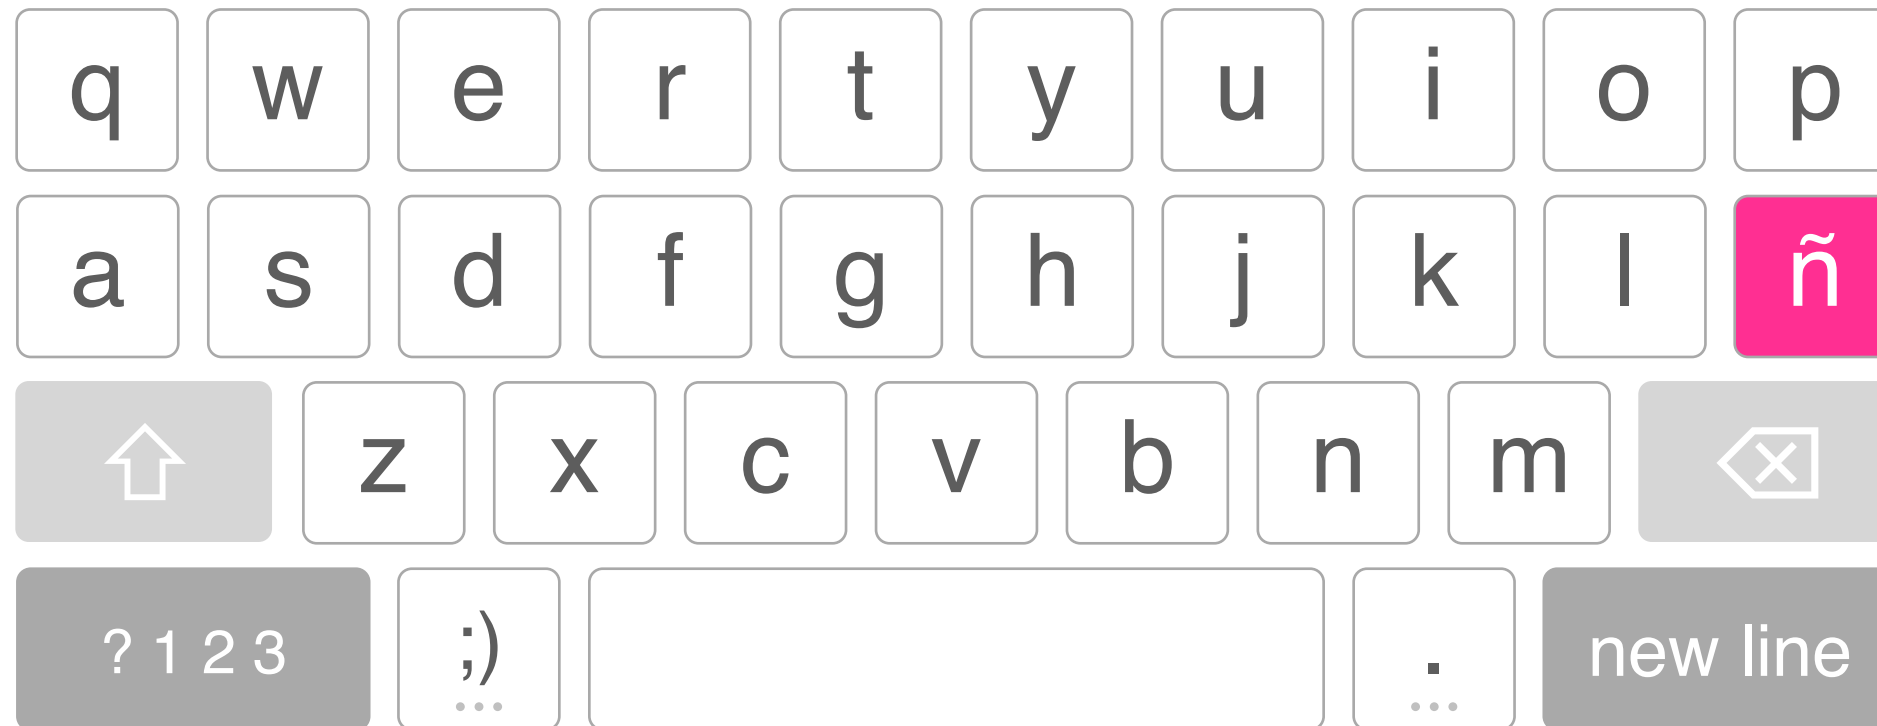 q w e r t y u i o p
a s d f g h j k l ñ
z x c v b n m
? 1 2 3 ;) . new line